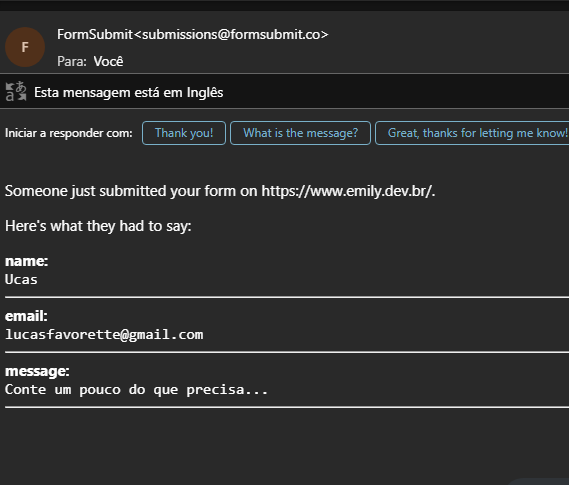 F
FormSubmit<submissions@formsubmit.co>
Para: Você
Esta mensagem está em Inglês
Iniciar a responder com: Thank you! What is the message? Great, thanks for letting me know!
Someone just submitted your form on https://www.emily.dev.br/.
Here's what they had to say:
name:
Ucas
email:
lucasfavorette@gmail.com
message:
Conte um pouco do que precisa...